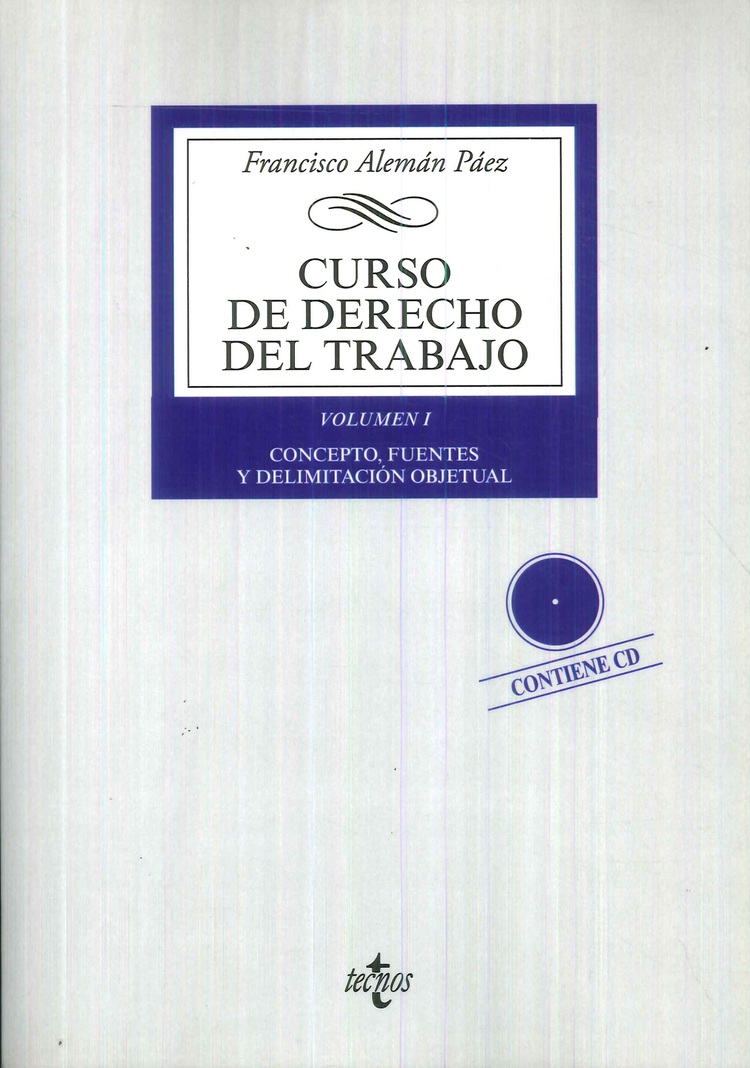 Francisco Alemán Páez
CURSO
DE DERECHO
DEL TRABAJO
VOLUMEN I
CONCEPTO, FUENTES
Y DELIMITACIÓN OBJETUAL
CONTIENE CD
tecnos